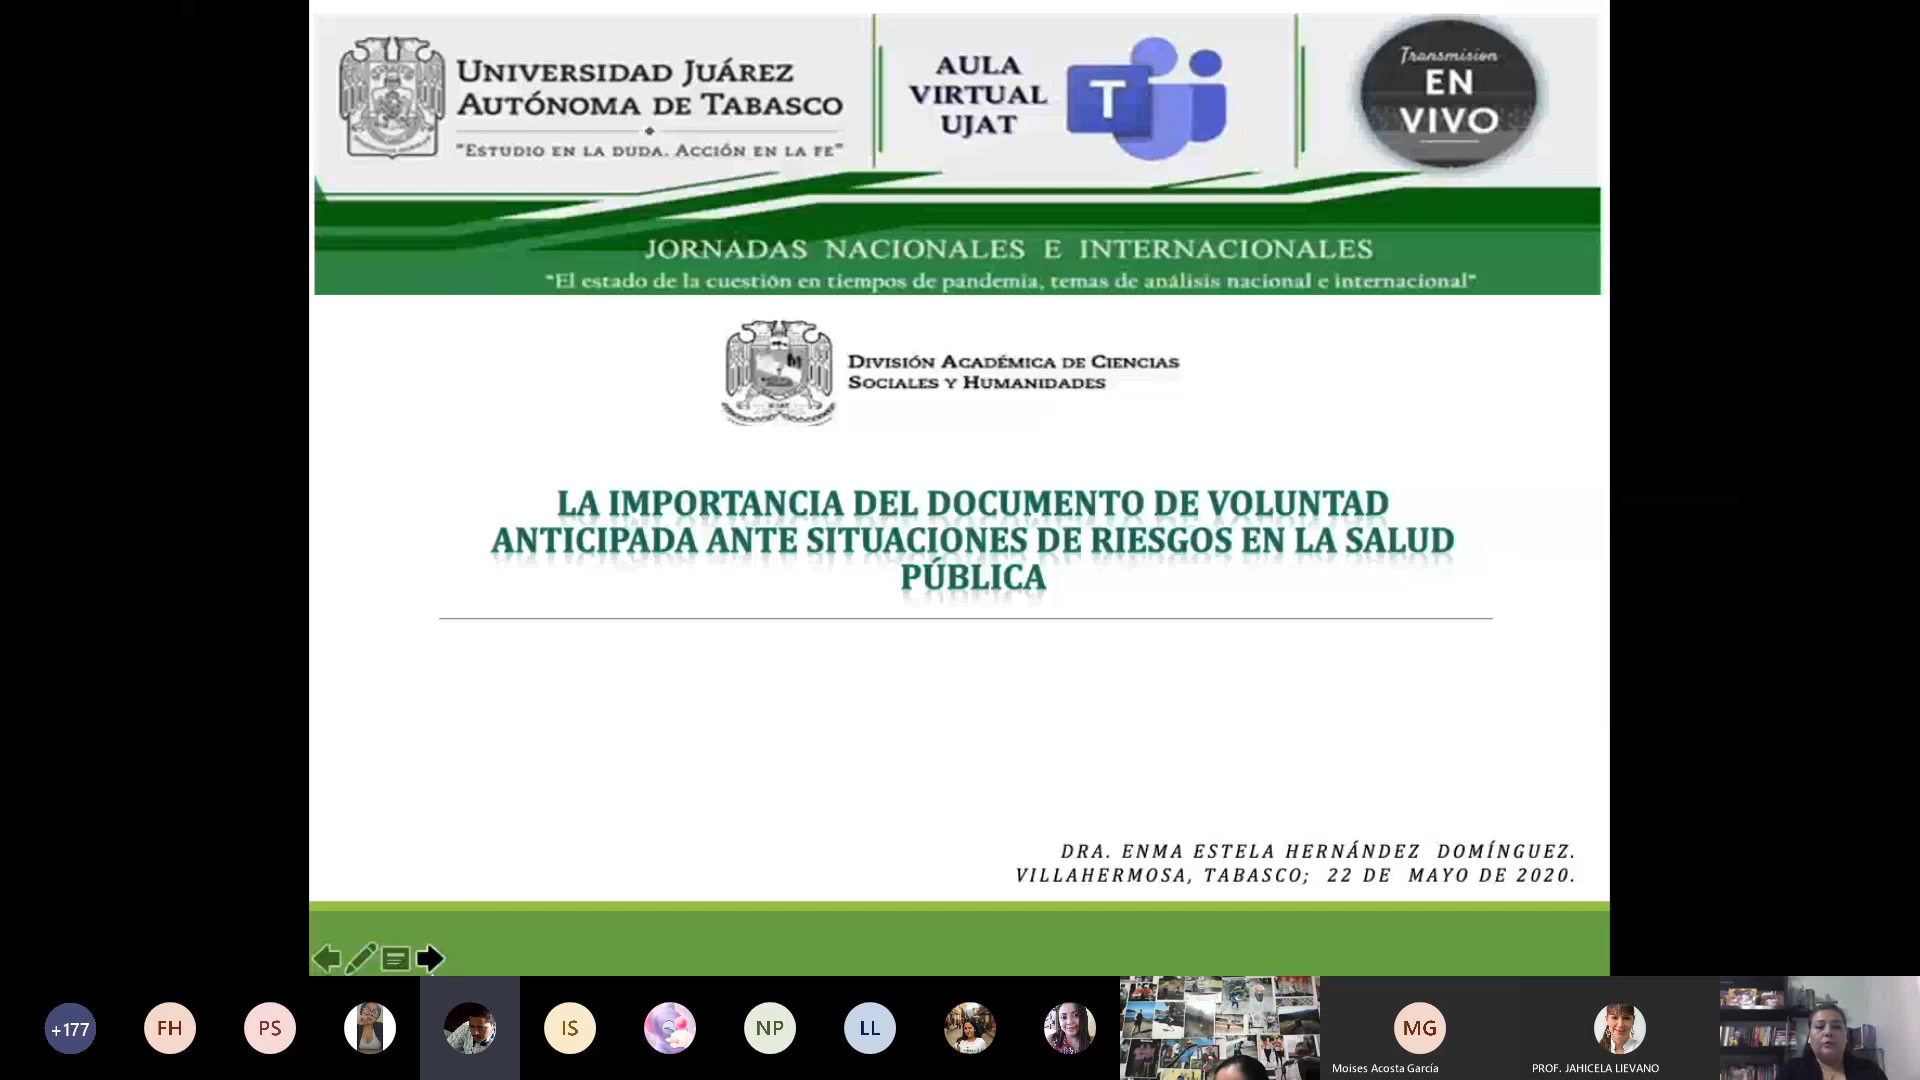 UNIVERSIDAD JUÁREZ
AUTÓNOMA DE TABASCO
"ESTUDIO EN LA DUDA. ACCIÓN EN LA FE"
AULA
VIRTUAL
UJAT
T
Transmision
EN
VIVO
JORNADAS NACIONALES E INTERNACIONALES
"El estado de la cuestión en tiempos de pandemia, temas de análisis nacional e internacional"
DIVISIÓN ACADÉMICA DE CIENCIAS
SOCIALES Y HUMANIDADES
LA IMPORTANCIA DEL DOCUMENTO DE VOLUNTAD
ANTICIPADA ANTE SITUACIONES DE RIESGOS EN LA SALUD
PÚBLICA
DRA. ENMA ESTELA HERNÁNDEZ DOMÍNGUEZ.
VILLAHERMOSA, TABASCO; 22 DE MAYO DE 2020.
+177
FH
PS
IS
NP
LL
MG
Moises Acosta García
PROF. JAHICELA LIEVANO